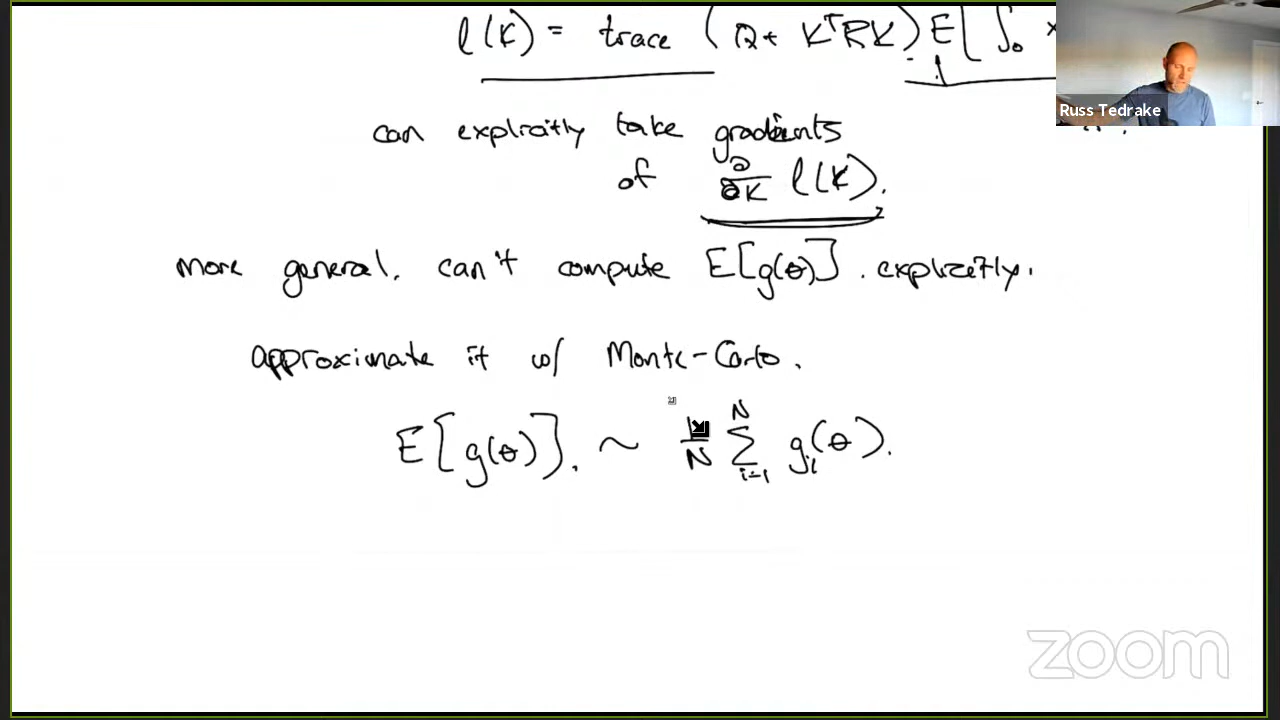 l(K) = trace (Q + KᵀRK) E[ ∫₀ x
Russ Tedrake
can explicitly take gradients
of ∂/∂K l(K).
more general. can't compute E[g(θ)]. explicitly.
approximate it w/ Monte-Carlo.
E[g(θ)]. ~ 1/N Σᵢ₌₁ᴺ gᵢ(θ).
zoom